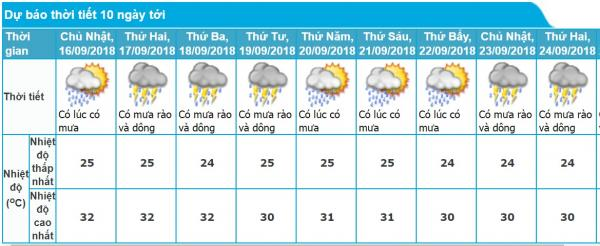 Dự báo thời tiết 10 ngày tới
Thời gian
Chủ Nhật, 16/09/2018
Thứ Hai, 17/09/2018
Thứ Ba, 18/09/2018
Thứ Tư, 19/09/2018
Thứ Năm, 20/09/2018
Thứ Sáu, 21/09/2018
Thứ Bẩy, 22/09/2018
Chủ Nhật, 23/09/2018
Thứ Hai, 24/09/2018
Thời tiết
Có lúc có mưa
Có mưa rào và dông
Có mưa rào và dông
Có mưa rào và dông
Có lúc có mưa
Có lúc có mưa
Có lúc có mưa
Có mưa rào và dông
Có mưa rào và dông
Nhiệt độ (°C)
Nhiệt độ thấp nhất
25 25 24 25 25 25 24 24 24
Nhiệt độ cao nhất
32 32 32 30 31 31 30 30 30